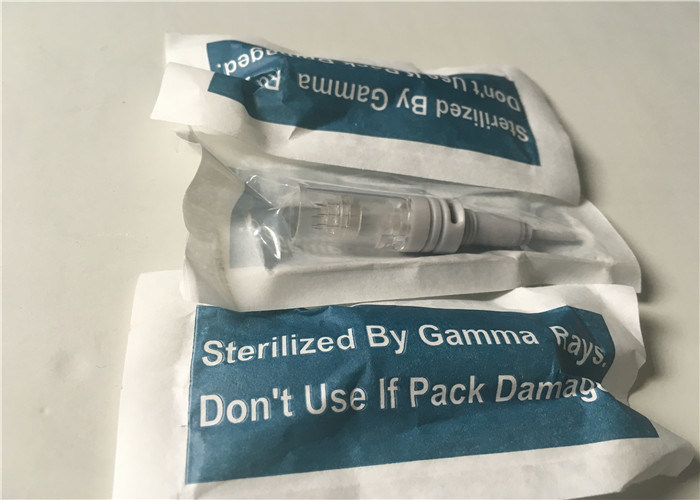 Sterilized By Gamma Rays.
Don't Use If Pack Damag
Sterilized By Gamma
Don't Use If Pack